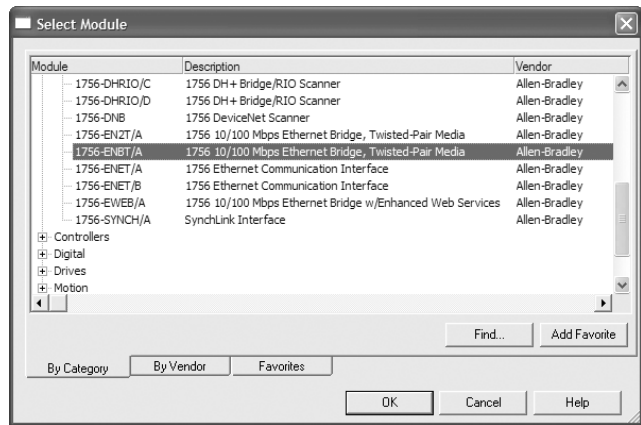 Select Module
Module Description Vendor
1756-DHRIO/C 1756 DH+ Bridge/RIO Scanner Allen-Bradley
1756-DHRIO/D 1756 DH+ Bridge/RIO Scanner Allen-Bradley
1756-DNB 1756 DeviceNet Scanner Allen-Bradley
1756-EN2T/A 1756 10/100 Mbps Ethernet Bridge, Twisted-Pair Media Allen-Bradley
1756-ENBT/A 1756 10/100 Mbps Ethernet Bridge, Twisted-Pair Media Allen-Bradley
1756-ENET/A 1756 Ethernet Communication Interface Allen-Bradley
1756-ENET/B 1756 Ethernet Communication Interface Allen-Bradley
1756-EWEB/A 1756 10/100 Mbps Ethernet Bridge w/Enhanced Web Services Allen-Bradley
1756-SYNCH/A SynchLink Interface Allen-Bradley
Controllers
Digital
Drives
Motion
Find... Add Favorite
By Category By Vendor Favorites
OK Cancel Help